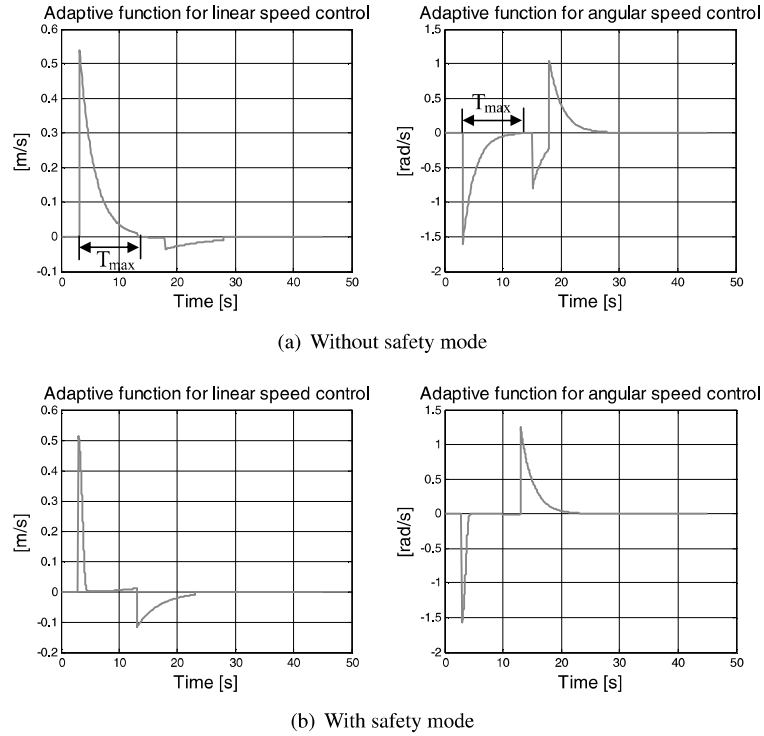 Adaptive function for linear speed control
0.6
0.5
0.4
0.3
0.2
0.1
0
-0.1
[m/s]
Tmax
0 10 20 30 40 50
Time [s]
Adaptive function for angular speed control
1.5
1
0.5
0
-0.5
-1
-1.5
-2
[rad/s]
Tmax
0 10 20 30 40 50
Time [s]
(a) Without safety mode
Adaptive function for linear speed control
0.6
0.5
0.4
0.3
0.2
0.1
0
-0.1
-0.2
[m/s]
0 10 20 30 40 50
Time [s]
Adaptive function for angular speed control
1.5
1
0.5
0
-0.5
-1
-1.5
-2
[rad/s]
0 10 20 30 40 50
Time [s]
(b) With safety mode